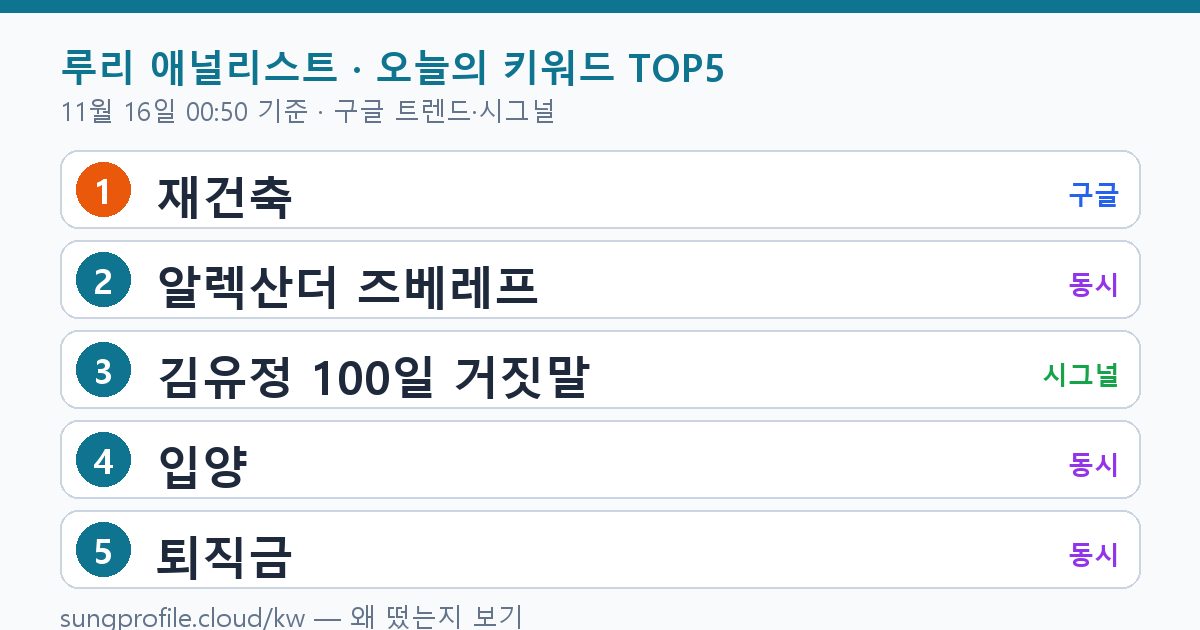 루리 애널리스트 · 오늘의 키워드 TOP5
11월 16일 00:50 기준 · 구글 트렌드·시그널
1 재건축 구글
2 알렉산더 즈베레프 동시
3 김유정 100일 거짓말 시그널
4 입양 동시
5 퇴직금 동시
sungprofile.cloud/kw — 왜 떴는지 보기